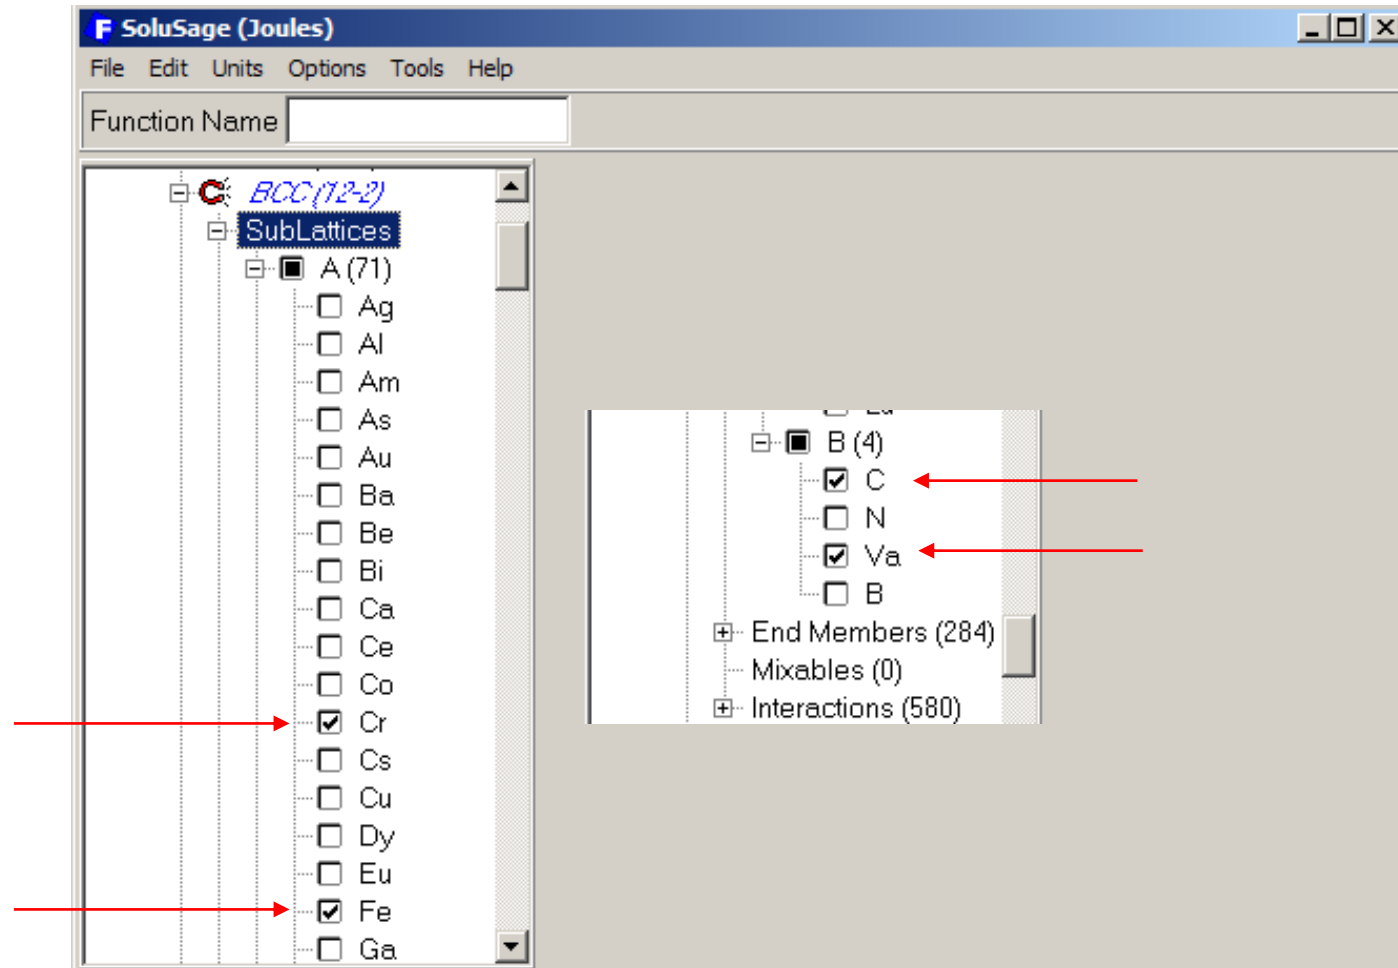 SoluSage (Joules)
File Edit Units Options Tools Help
Function Name
BCC (12-2)
SubLattices
A (71)
Ag
Al
Am
As
Au
Ba
Be
Bi
Ca
Ce
Co
Cr
Cs
Cu
Dy
Eu
Fe
Ga
B (4)
C
N
Va
B
End Members (284)
Mixables (0)
Interactions (580)